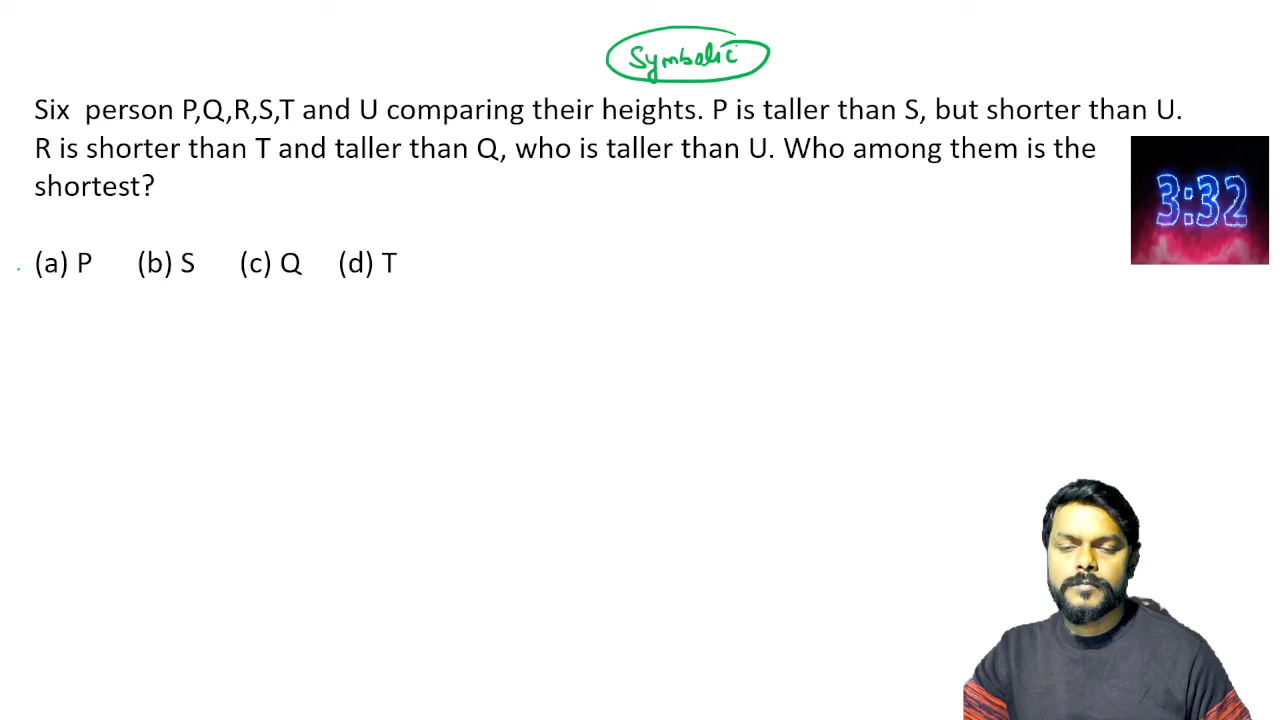 Symbolic
Six person P,Q,R,S,T and U comparing their heights. P is taller than S, but shorter than U.
R is shorter than T and taller than Q, who is taller than U. Who among them is the
shortest?
3:32
(a) P (b) S (c) Q (d) T